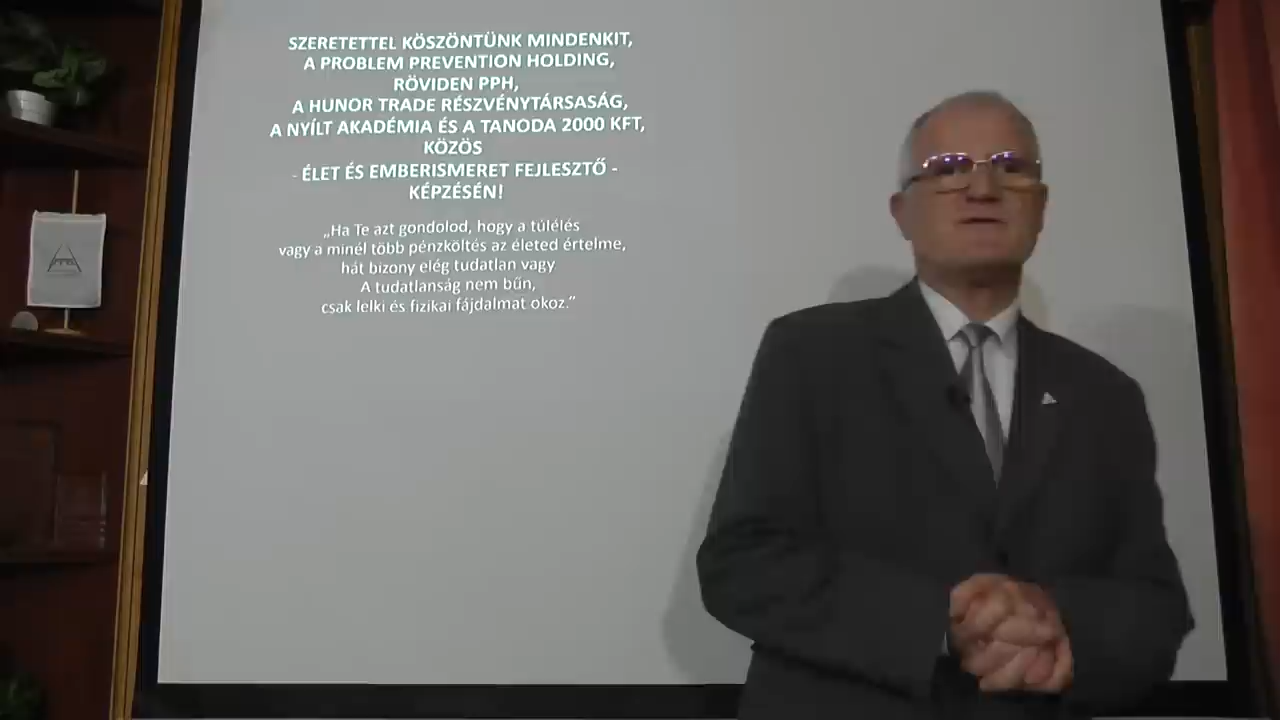 SZERETETTEL KÖSZÖNTÜNK MINDENKIT,
A PROBLEM PREVENTION HOLDING,
RÖVIDEN PPH,
A HUNOR TRADE RÉSZVÉNYTÁRSASÁG,
A NYÍLT AKADÉMIA ÉS A TANODA 2000 KFT,
KÖZÖS
- ÉLET ÉS EMBERISMERET FEJLESZTŐ -
KÉPZÉSÉN!
„Ha Te azt gondolod, hogy a túlélés
vagy a minél több pénzköltés az életed értelme,
hát bizony elég tudatlan vagy
A tudatlanság nem bűn,
csak lelki és fizikai fájdalmat okoz.”